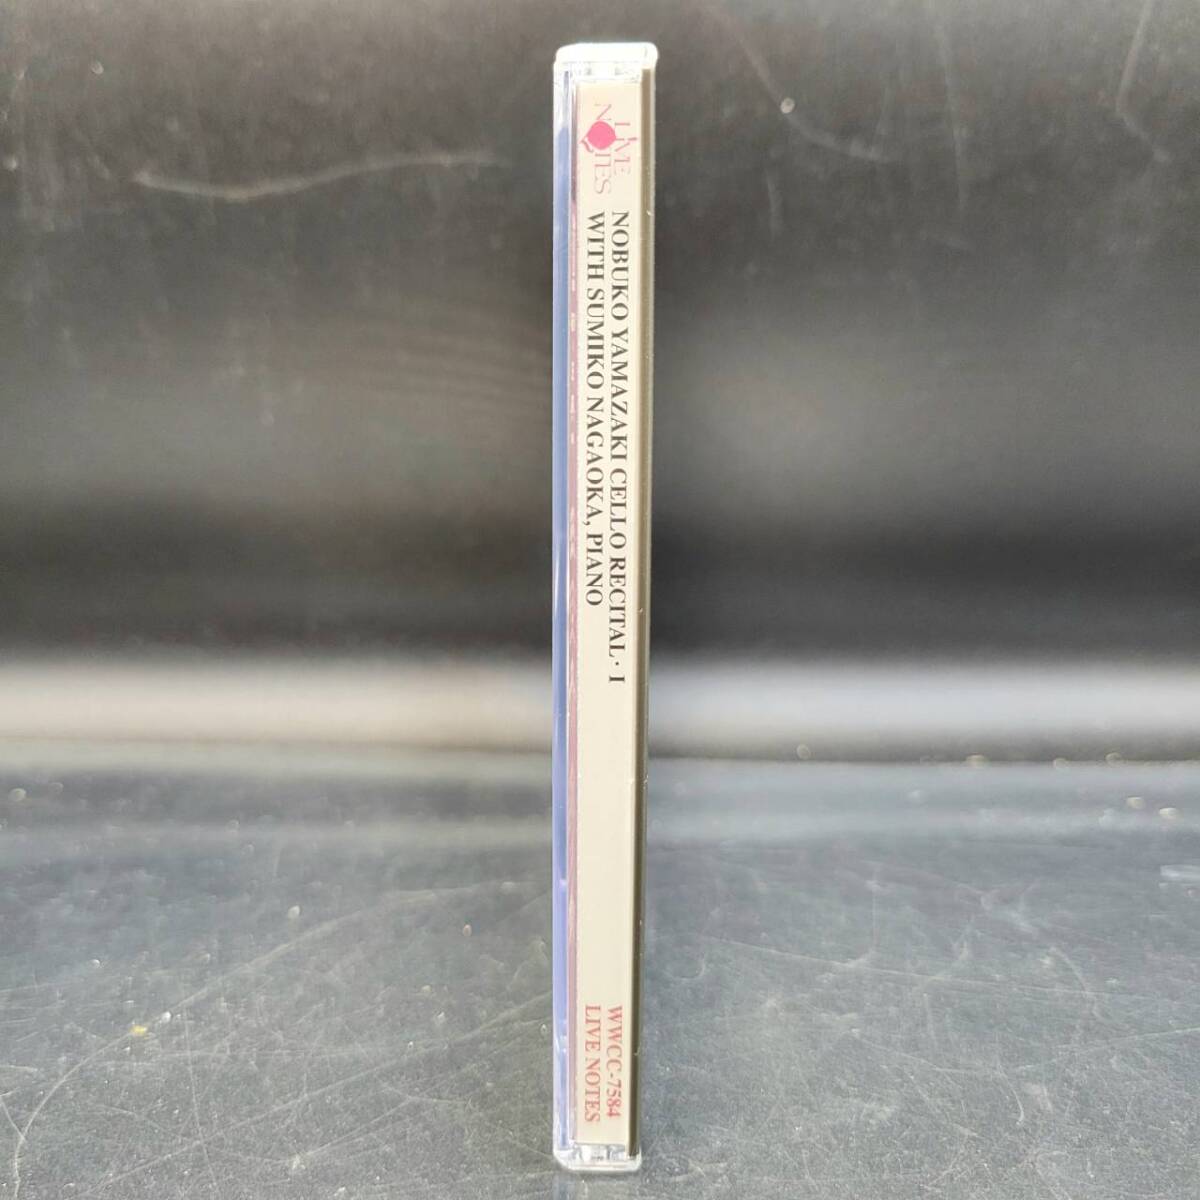 LIVE
NOTES
NOBUKO YAMAZAKI CELLO RECITAL・I
WITH SUMIKO NAGAOKA, PIANO
WWCC-7584
LIVE NOTES